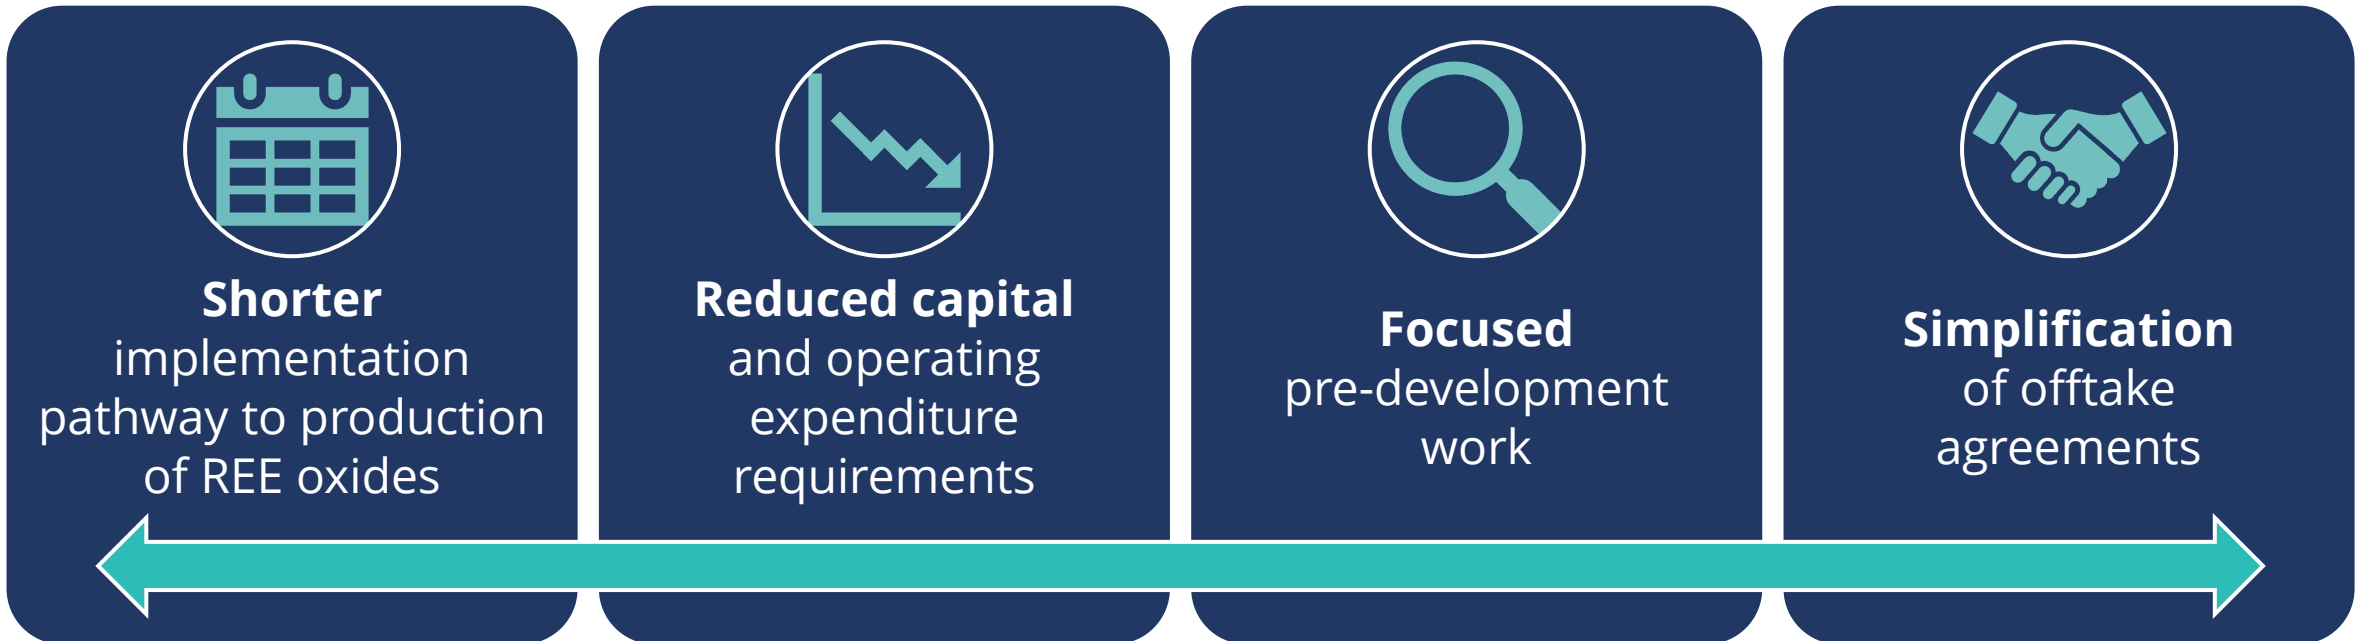 Shorter
implementation
pathway to production
of REE oxides
Reduced capital
and operating
expenditure
requirements
Focused
pre-development
work
Simplification
of offtake
agreements